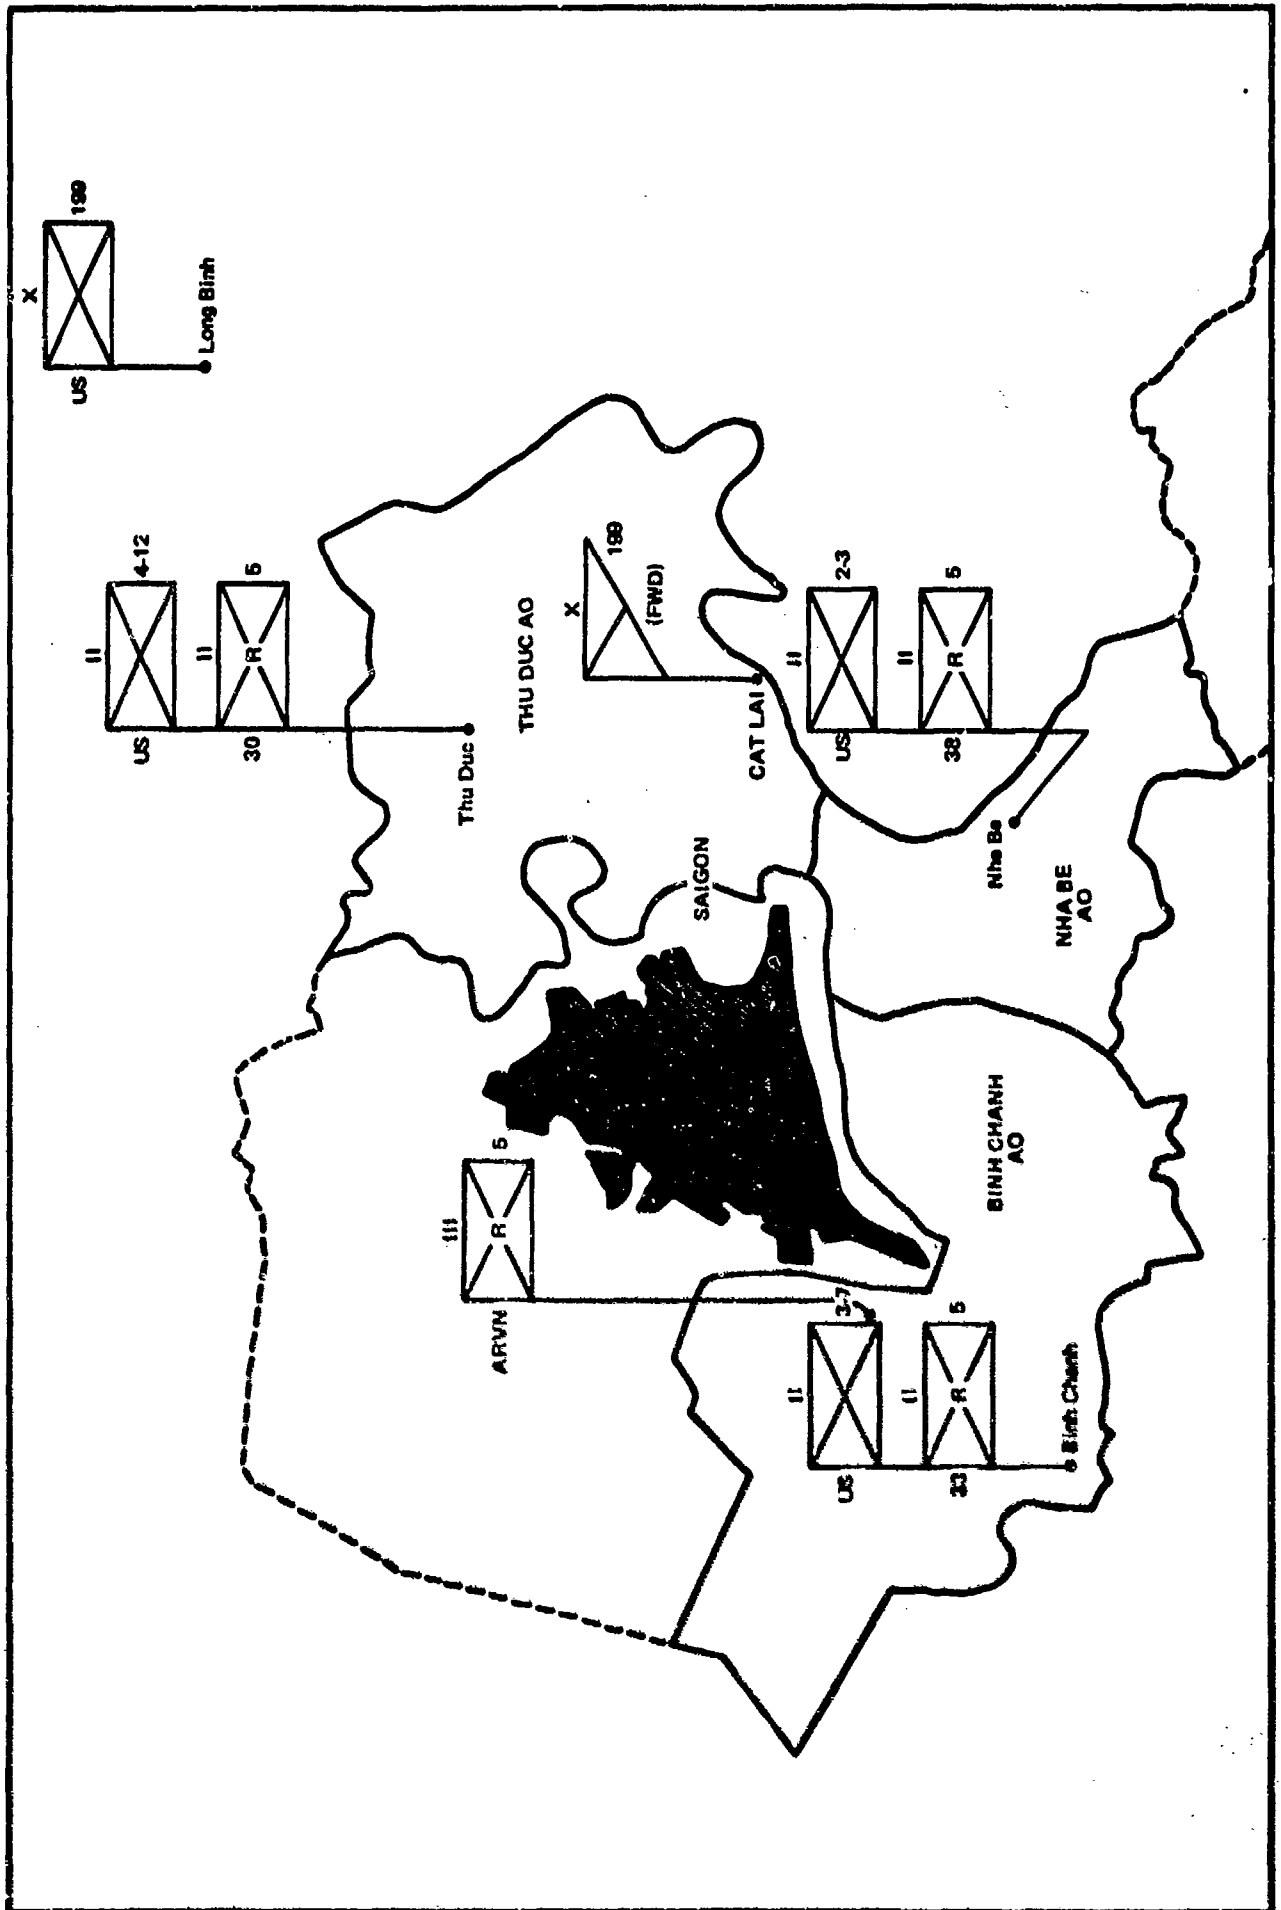 X
US 199
Long Binh
II
US 4-12
II
30 R 5
Thu Duc
III
ARVN R 5
THU DUC AO
X
199
(FWD)
SAIGON
CAT LAI
II
US 3-7
II
33 R 5
Binh Chanh
II
US 2-3
II
38 R 5
Nha Be
BINH CHANH
AO
NHA BE
AO